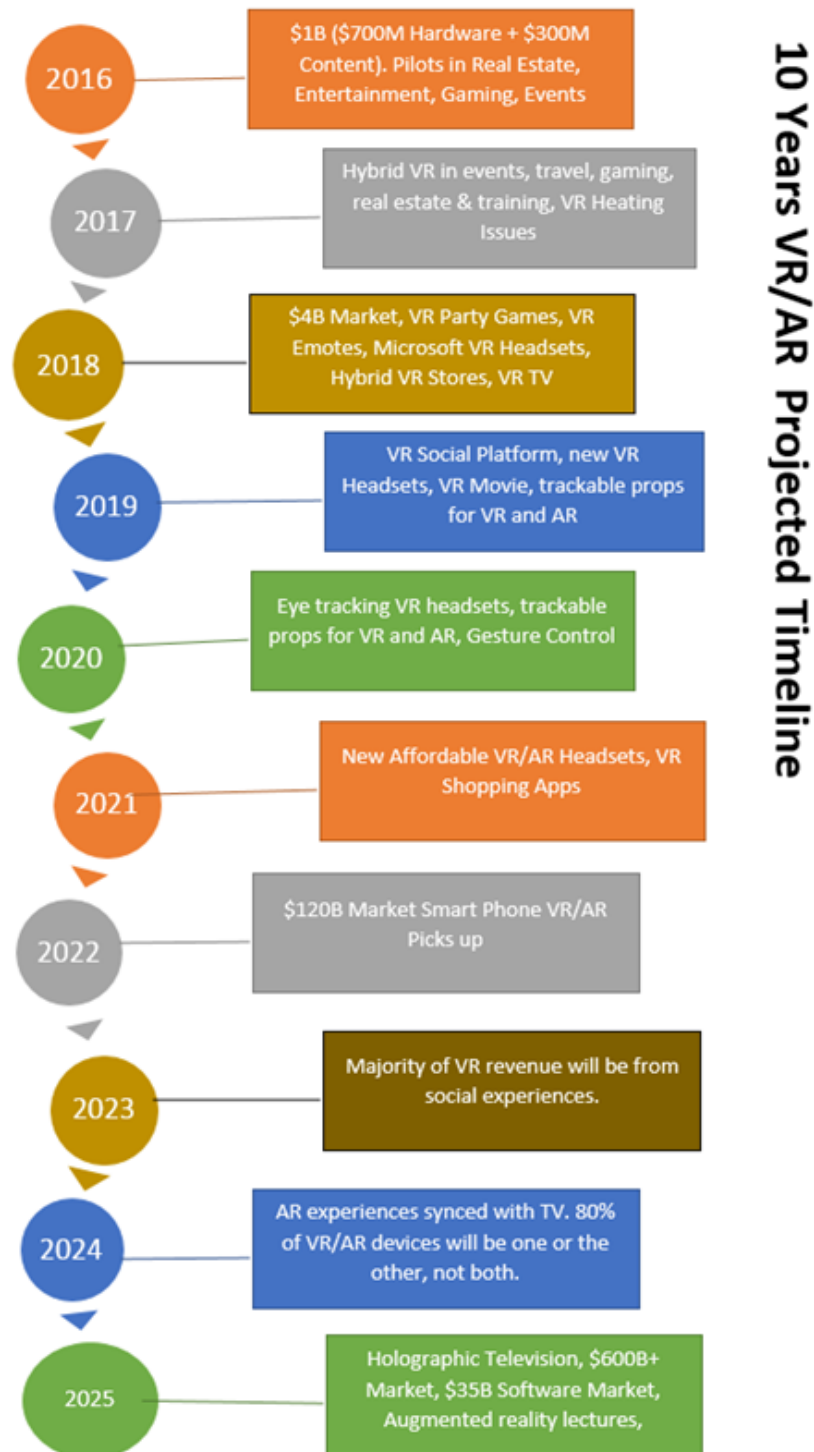 10 Years VR/AR Projected Timeline
2016
$1B ($700M Hardware + $300M
Content). Pilots in Real Estate,
Entertainment, Gaming, Events
2017
Hybrid VR in events, travel, gaming,
real estate & training, VR Heating
Issues
2018
$4B Market, VR Party Games, VR
Emotes, Microsoft VR Headsets,
Hybrid VR Stores, VR TV
2019
VR Social Platform, new VR
Headsets, VR Movie, trackable props
for VR and AR
2020
Eye tracking VR headsets, trackable
props for VR and AR, Gesture Control
2021
New Affordable VR/AR Headsets, VR
Shopping Apps
2022
$120B Market Smart Phone VR/AR
Picks up
2023
Majority of VR revenue will be from
social experiences.
2024
AR experiences synced with TV. 80%
of VR/AR devices will be one or the
other, not both.
2025
Holographic Television, $600B+
Market, $35B Software Market,
Augmented reality lectures,